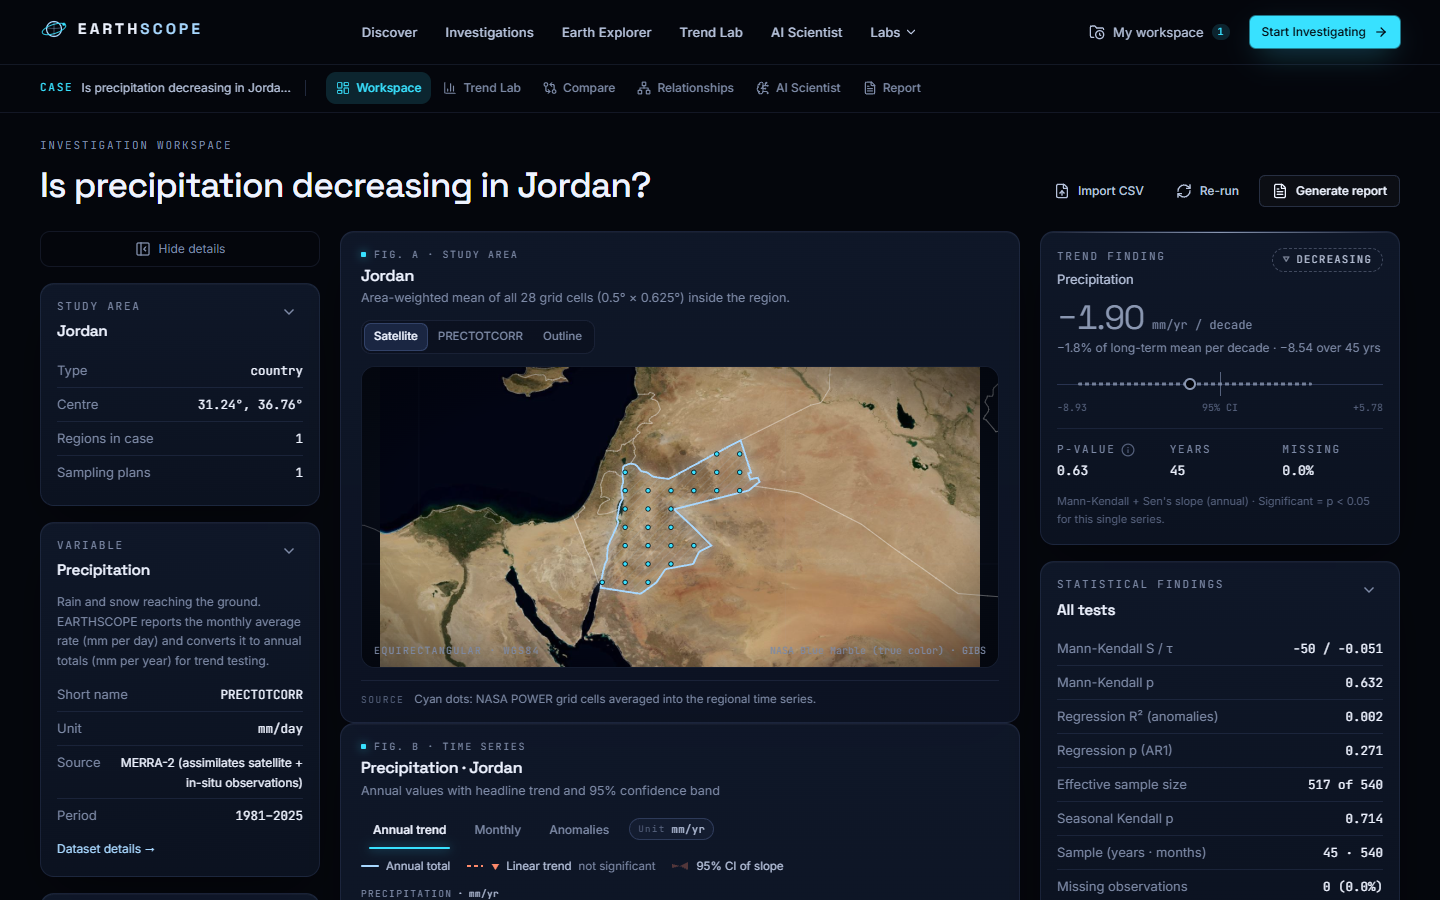 EARTHSCOPE
Discover
Investigations
Earth Explorer
Trend Lab
AI Scientist
Labs
My workspace
1
Start Investigating →
CASE Is precipitation decreasing in Jorda...
Workspace
Trend Lab
Compare
Relationships
AI Scientist
Report
INVESTIGATION WORKSPACE
Is precipitation decreasing in Jordan?
Import CSV
Re-run
Generate report
Hide details
STUDY AREA
Jordan
Type country
Centre 31.24°, 36.76°
Regions in case 1
Sampling plans 1
VARIABLE
Precipitation
Rain and snow reaching the ground.
EARTHSCOPE reports the monthly average
rate (mm per day) and converts it to annual
totals (mm per year) for trend testing.
Short name PRECTOTCORR
Unit mm/day
Source MERRA-2 (assimilates satellite +
in-situ observations)
Period 1981–2025
Dataset details →
FIG. A · STUDY AREA
Jordan
Area-weighted mean of all 28 grid cells (0.5° × 0.625°) inside the region.
Satellite
PRECTOTCORR
Outline
EQUIRECTANGULAR
(true color) · GIBS
SOURCE Cyan dots: NASA POWER grid cells averaged into the regional time series.
FIG. B · TIME SERIES
Precipitation · Jordan
Annual values with headline trend and 95% confidence band
Annual trend
Monthly
Anomalies
Unit mm/yr
Annual total
Linear trend not significant
95% CI of slope
PRECIPITATION · mm/yr
TREND FINDING
▽ DECREASING
Precipitation
−1.90 mm/yr / decade
−1.8% of long-term mean per decade · −8.54 over 45 yrs
-8.93
95% CI
+5.78
P-VALUE
YEARS
MISSING
0.63
45
0.0%
Mann-Kendall + Sen's slope (annual) · Significant = p < 0.05
for this single series.
STATISTICAL FINDINGS
All tests
Mann-Kendall S / τ -50 / -0.051
Mann-Kendall p 0.632
Regression R² (anomalies) 0.002
Regression p (AR1) 0.271
Effective sample size 517 of 540
Seasonal Kendall p 0.714
Sample (years · months) 45 · 540
Missing observations 0 (0.0%)